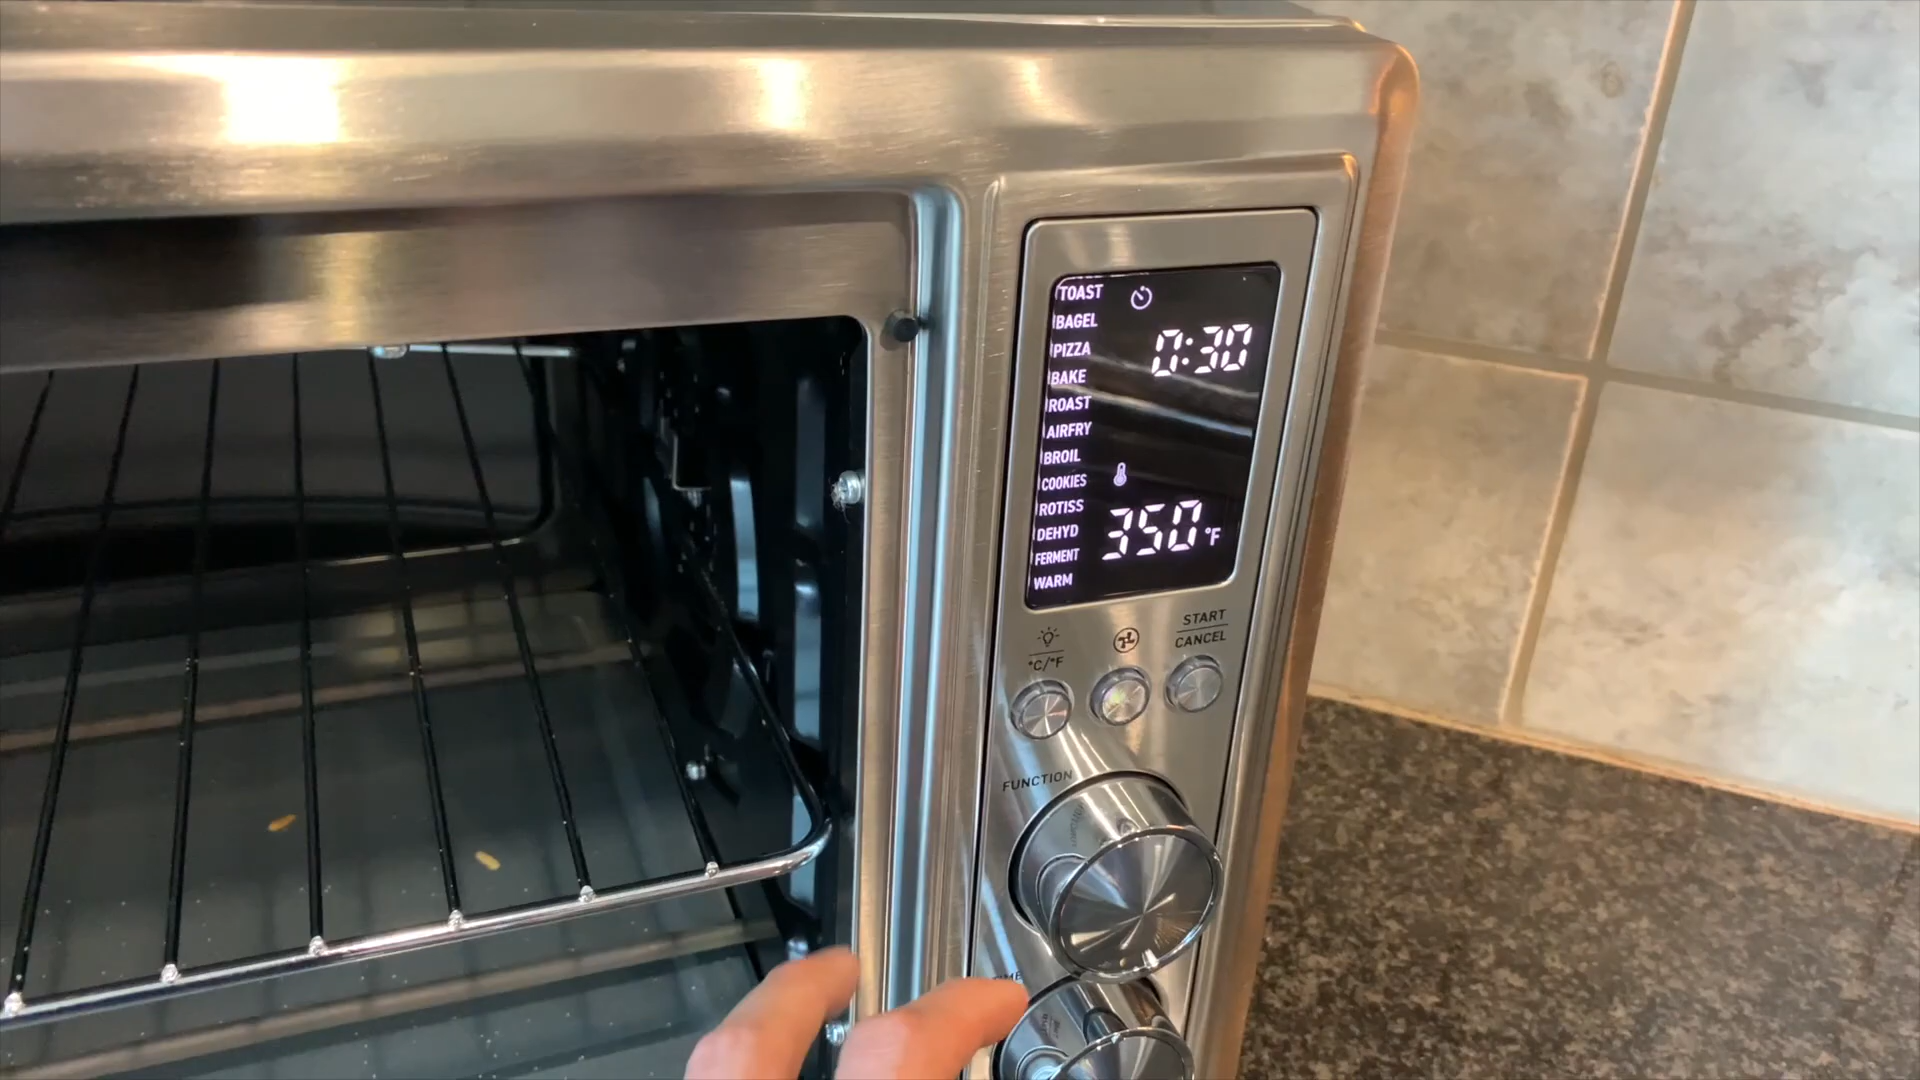 TOAST
BAGEL
PIZZA
BAKE
ROAST
AIRFRY
BROIL
COOKIES
ROTISS
DEHYD
FERMENT
WARM
0:30
350°F
°C/°F
START
CANCEL
FUNCTION